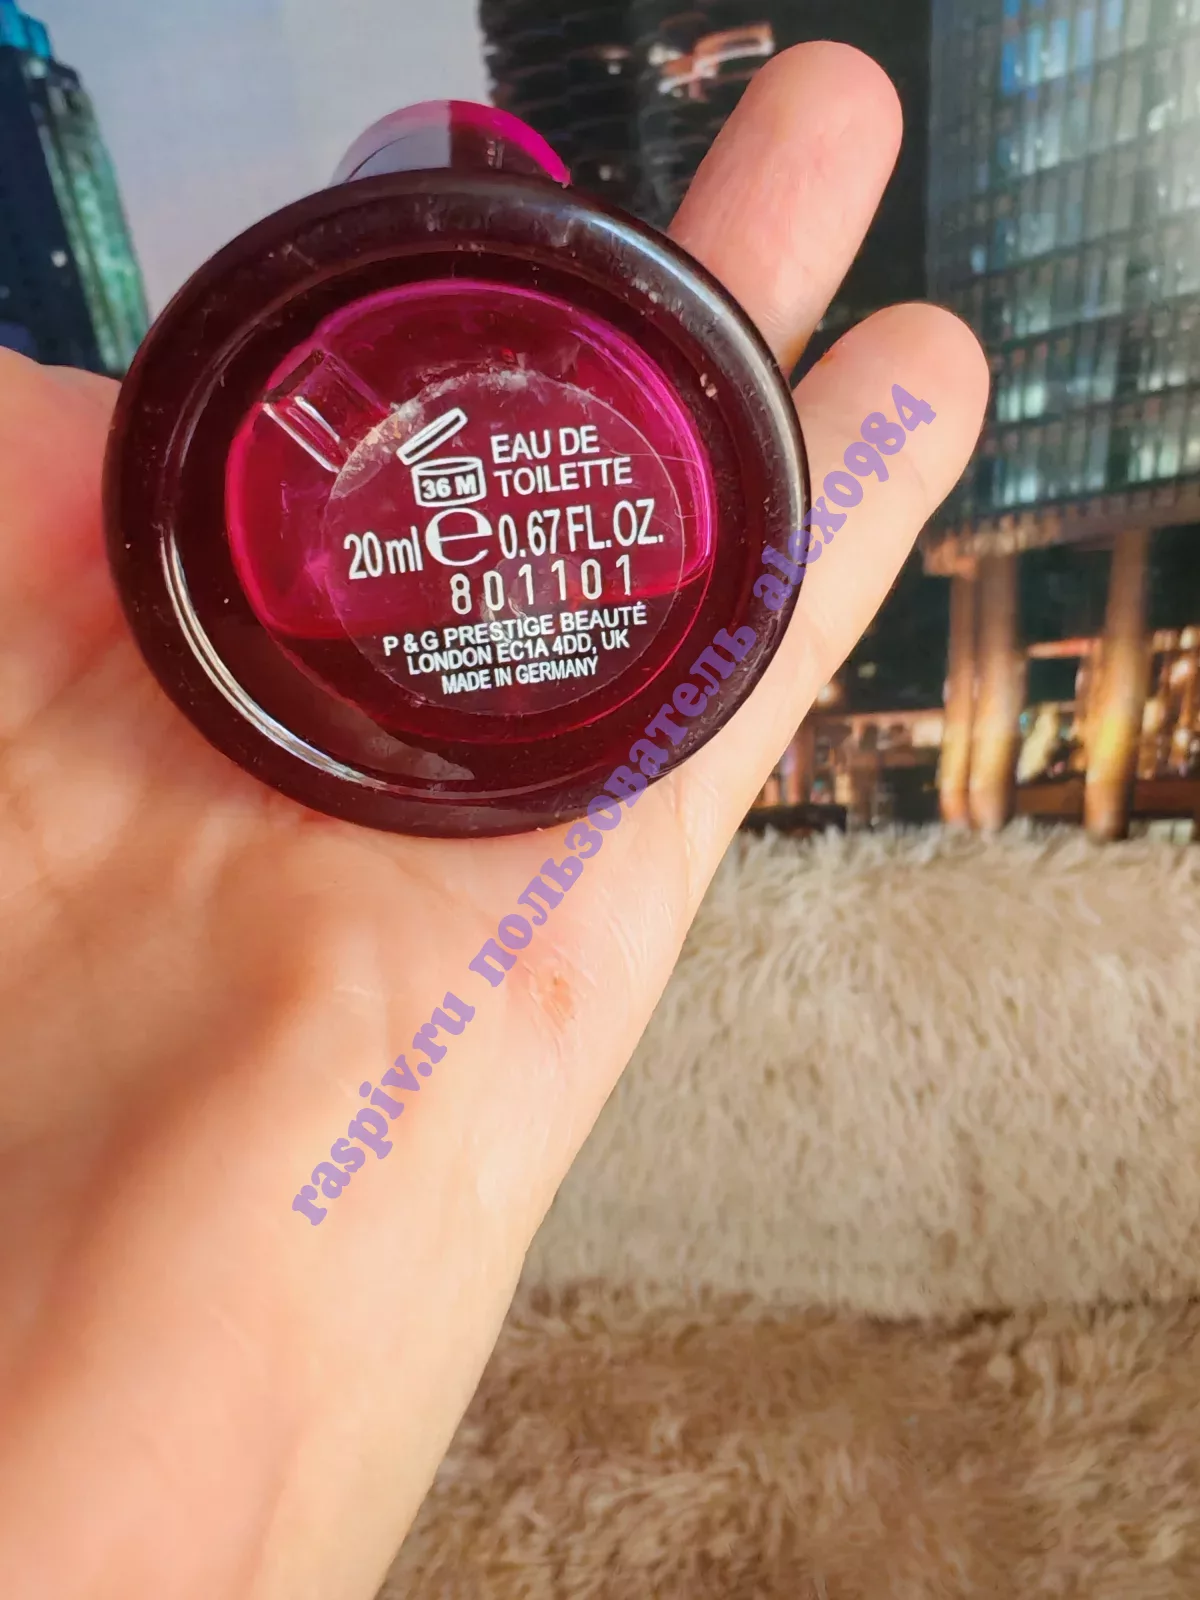 EAU DE
TOILETTE
36 M
20ml e 0.67 FL. OZ.
801101
P & G PRESTIGE BEAUTÉ
LONDON EC1A 4DD, UK
MADE IN GERMANY
raspiv.ru пользователь alex0984